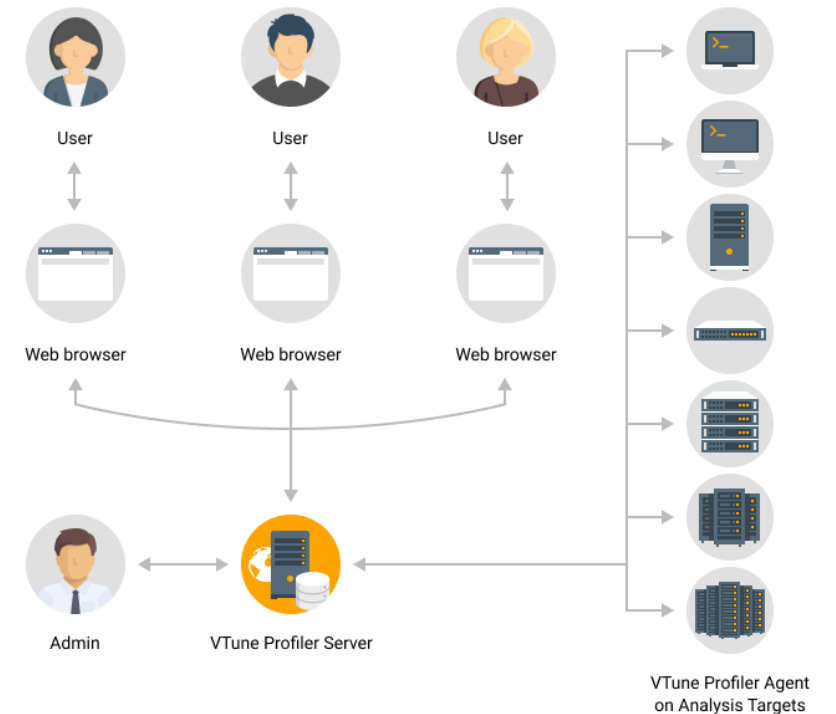 User
User
User
Web browser
Web browser
Web browser
Admin
VTune Profiler Server
VTune Profiler Agent
on Analysis Targets